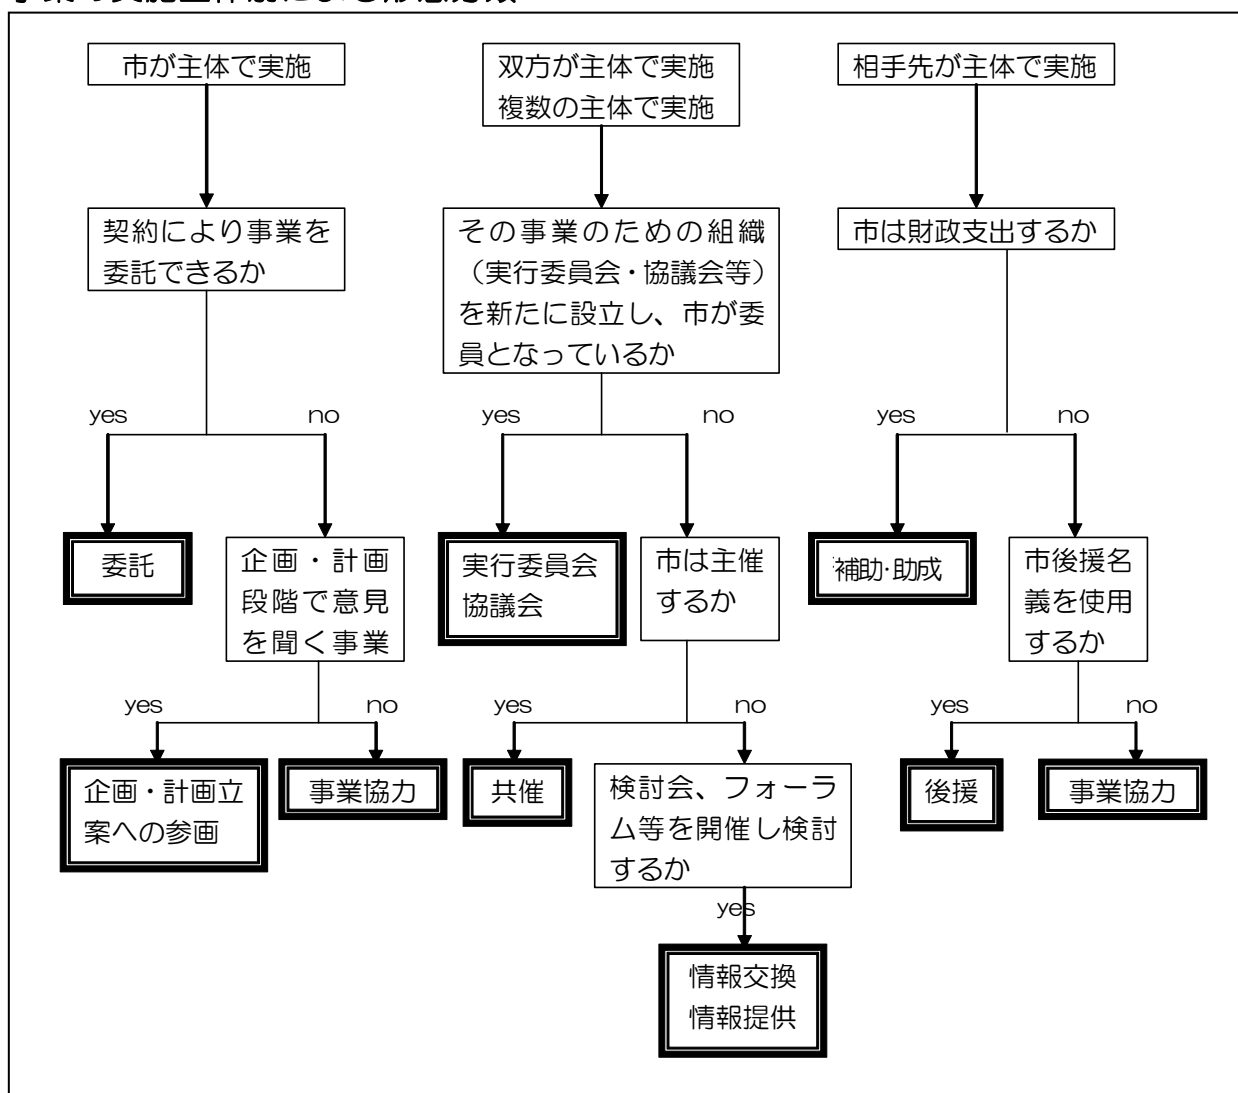 市が主体で実施
双方が主体で実施
複数の主体で実施
相手先が主体で実施
契約により事業を
委託できるか
その事業のための組織
（実行委員会・協議会等）
を新たに設立し、市が委
員となっているか
市は財政支出するか
yes
no
yes
no
yes
no
委託
企画・計画
段階で意見
を聞く事業
実行委員会
協議会
市は主催
するか
補助・助成
市後援名
義を使用
するか
yes
no
yes
no
yes
no
企画・計画立
案への参画
事業協力
共催
検討会、フォーラ
ム等を開催し検討
するか
後援
事業協力
yes
情報交換
情報提供